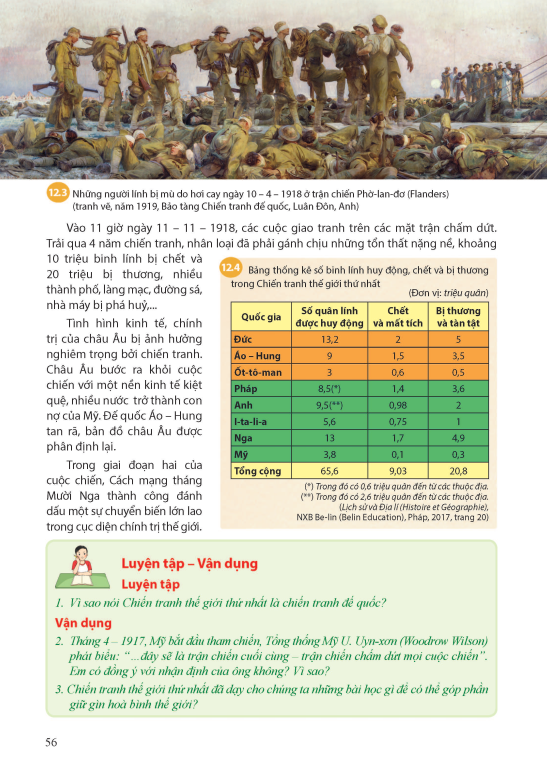 12.3 Những người lính bị mù do hơi cay ngày 10 – 4 – 1918 ở trận chiến Phờ-lan-đơ (Flanders)
(tranh vẽ, năm 1919, Bảo tàng Chiến tranh đế quốc, Luân Đôn, Anh)
Vào 11 giờ ngày 11 – 11 – 1918, các cuộc giao tranh trên các mặt trận chấm dứt.
Trải qua 4 năm chiến tranh, nhân loại đã phải gánh chịu những tổn thất nặng nề, khoảng
10 triệu binh lính bị chết và
20 triệu bị thương, nhiều
thành phố, làng mạc, đường sá,
nhà máy bị phá huỷ,...
Tình hình kinh tế, chính
trị của châu Âu bị ảnh hưởng
nghiêm trọng bởi chiến tranh.
Châu Âu bước ra khỏi cuộc
chiến với một nền kinh tế kiệt
quệ, nhiều nước trở thành con
nợ của Mỹ. Đế quốc Áo – Hung
tan rã, bản đồ châu Âu được
phân định lại.
Trong giai đoạn hai của
cuộc chiến, Cách mạng tháng
Mười Nga thành công đánh
dấu một sự chuyển biến lớn lao
trong cục diện chính trị thế giới.
12.4 Bảng thống kê số binh lính huy động, chết và bị thương
trong Chiến tranh thế giới thứ nhất
(Đơn vị: triệu quân)
Quốc gia Số quân lính được huy động Chết và mất tích Bị thương và tàn tật
Đức 13,2 2 5
Áo – Hung 9 1,5 3,5
Ốt-tô-man 3 0,6 0,5
Pháp 8,5(*) 1,4 3,6
Anh 9,5(**) 0,98 2
I-ta-li-a 5,6 0,75 1
Nga 13 1,7 4,9
Mỹ 3,8 0,1 0,3
Tổng cộng 65,6 9,03 20,8
(*) Trong đó có 0,6 triệu quân đến từ các thuộc địa.
(**) Trong đó có 2,6 triệu quân đến từ các thuộc địa.
(Lịch sử và Địa lí (Histoire et Géographie),
NXB Be-lin (Belin Education), Pháp, 2017, trang 20)
Luyện tập – Vận dụng
Luyện tập
1. Vì sao nói Chiến tranh thế giới thứ nhất là chiến tranh đế quốc?
Vận dụng
2. Tháng 4 – 1917, Mỹ bắt đầu tham chiến, Tổng thống Mỹ U. Uyn-xơn (Woodrow Wilson)
phát biểu: “...đây sẽ là trận chiến cuối cùng – trận chiến chấm dứt mọi cuộc chiến”.
Em có đồng ý với nhận định của ông không? Vì sao?
3. Chiến tranh thế giới thứ nhất đã dạy cho chúng ta những bài học gì để có thể góp phần
giữ gìn hoà bình thế giới?
56